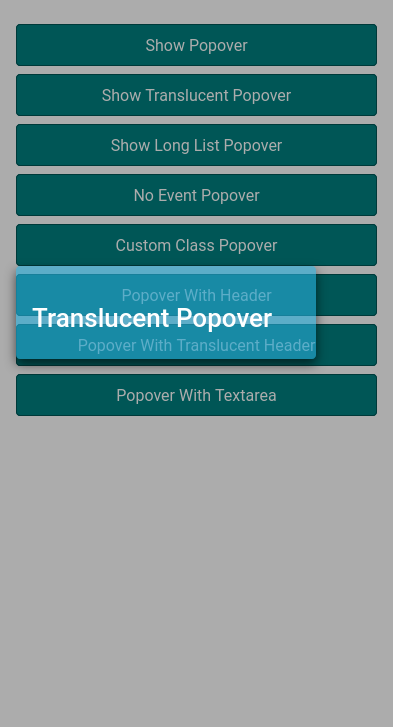 Show Popover
Show Translucent Popover
Show Long List Popover
No Event Popover
Custom Class Popover
Popover With Header
Translucent Popover
Popover With Translucent Header
Popover With Textarea